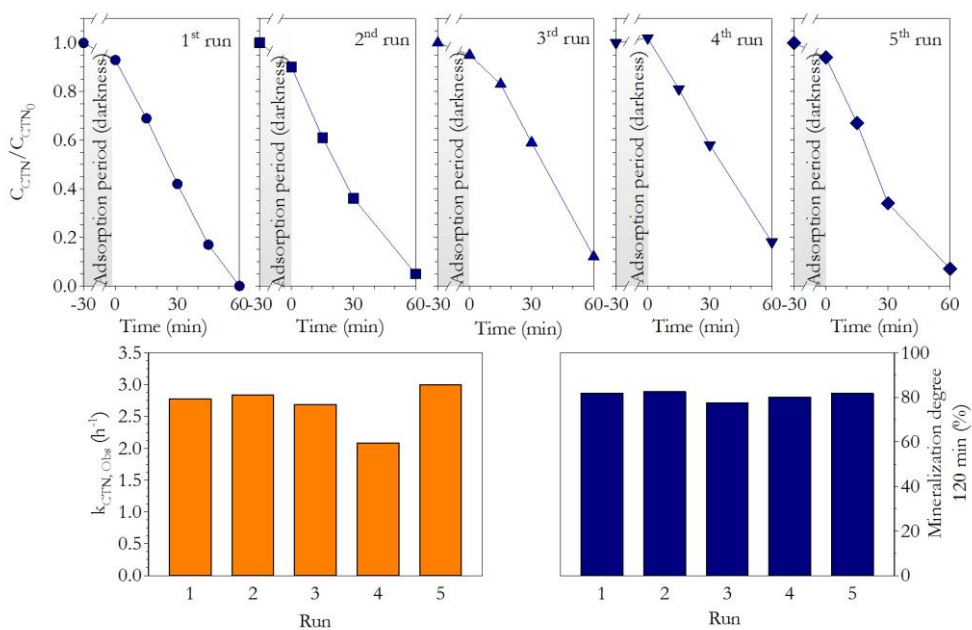 1st run
2nd run
3rd run
4th run
5th run
C_CTN/C_CTN0
1.0
0.8
0.6
0.4
0.2
0.0
Adsorption period (darkness)
Adsorption period (darkness)
Adsorption period (darkness)
Adsorption period (darkness)
Adsorption period (darkness)
-30 0 30 60
-30 0 30 60
-30 0 30 60
-30 0 30 60
-30 0 30 60
Time (min)
Time (min)
Time (min)
Time (min)
Time (min)
k_CTN, Obs (h⁻¹)
3.5
3.0
2.5
2.0
1.5
1.0
0.5
0.0
1 2 3 4 5
Run
100
80
60
40
20
0
Mineralization degree
120 min (%)
1 2 3 4 5
Run